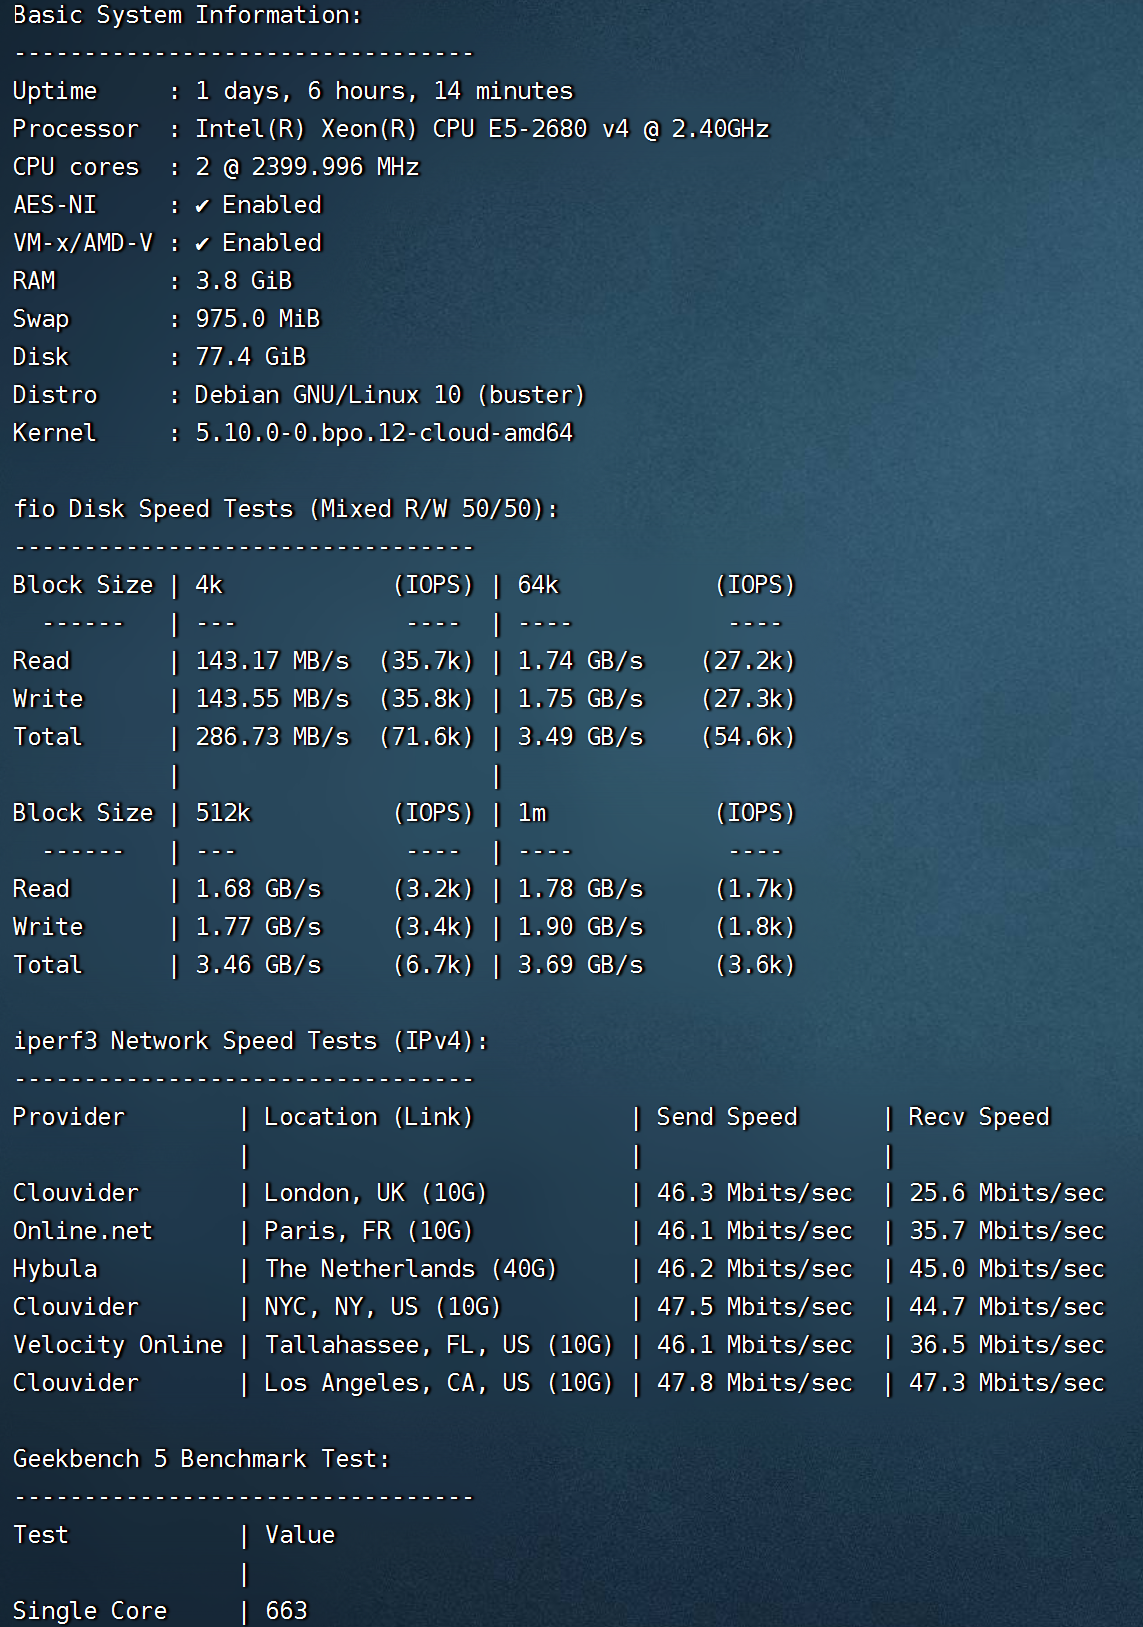 Basic System Information:
---------------------------------
Uptime     : 1 days, 6 hours, 14 minutes
Processor  : Intel(R) Xeon(R) CPU E5-2680 v4 @ 2.40GHz
CPU cores  : 2 @ 2399.996 MHz
AES-NI     : ✔ Enabled
VM-x/AMD-V : ✔ Enabled
RAM        : 3.8 GiB
Swap       : 975.0 MiB
Disk       : 77.4 GiB
Distro     : Debian GNU/Linux 10 (buster)
Kernel     : 5.10.0-0.bpo.12-cloud-amd64

fio Disk Speed Tests (Mixed R/W 50/50):
---------------------------------
Block Size | 4k            (IOPS) | 64k           (IOPS)
  ------   | ---            ----  | ----           ----
Read       | 143.17 MB/s  (35.7k) | 1.74 GB/s    (27.2k)
Write      | 143.55 MB/s  (35.8k) | 1.75 GB/s    (27.3k)
Total      | 286.73 MB/s  (71.6k) | 3.49 GB/s    (54.6k)
           |                      |
Block Size | 512k          (IOPS) | 1m            (IOPS)
  ------   | ---            ----  | ----           ----
Read       | 1.68 GB/s     (3.2k) | 1.78 GB/s     (1.7k)
Write      | 1.77 GB/s     (3.4k) | 1.90 GB/s     (1.8k)
Total      | 3.46 GB/s     (6.7k) | 3.69 GB/s     (3.6k)

iperf3 Network Speed Tests (IPv4):
---------------------------------
Provider        | Location (Link)           | Send Speed      | Recv Speed
                |                           |                 |
Clouvider       | London, UK (10G)          | 46.3 Mbits/sec  | 25.6 Mbits/sec
Online.net      | Paris, FR (10G)           | 46.1 Mbits/sec  | 35.7 Mbits/sec
Hybula          | The Netherlands (40G)     | 46.2 Mbits/sec  | 45.0 Mbits/sec
Clouvider       | NYC, NY, US (10G)         | 47.5 Mbits/sec  | 44.7 Mbits/sec
Velocity Online | Tallahassee, FL, US (10G) | 46.1 Mbits/sec  | 36.5 Mbits/sec
Clouvider       | Los Angeles, CA, US (10G) | 47.8 Mbits/sec  | 47.3 Mbits/sec

Geekbench 5 Benchmark Test:
---------------------------------
Test            | Value
                |
Single Core     | 663